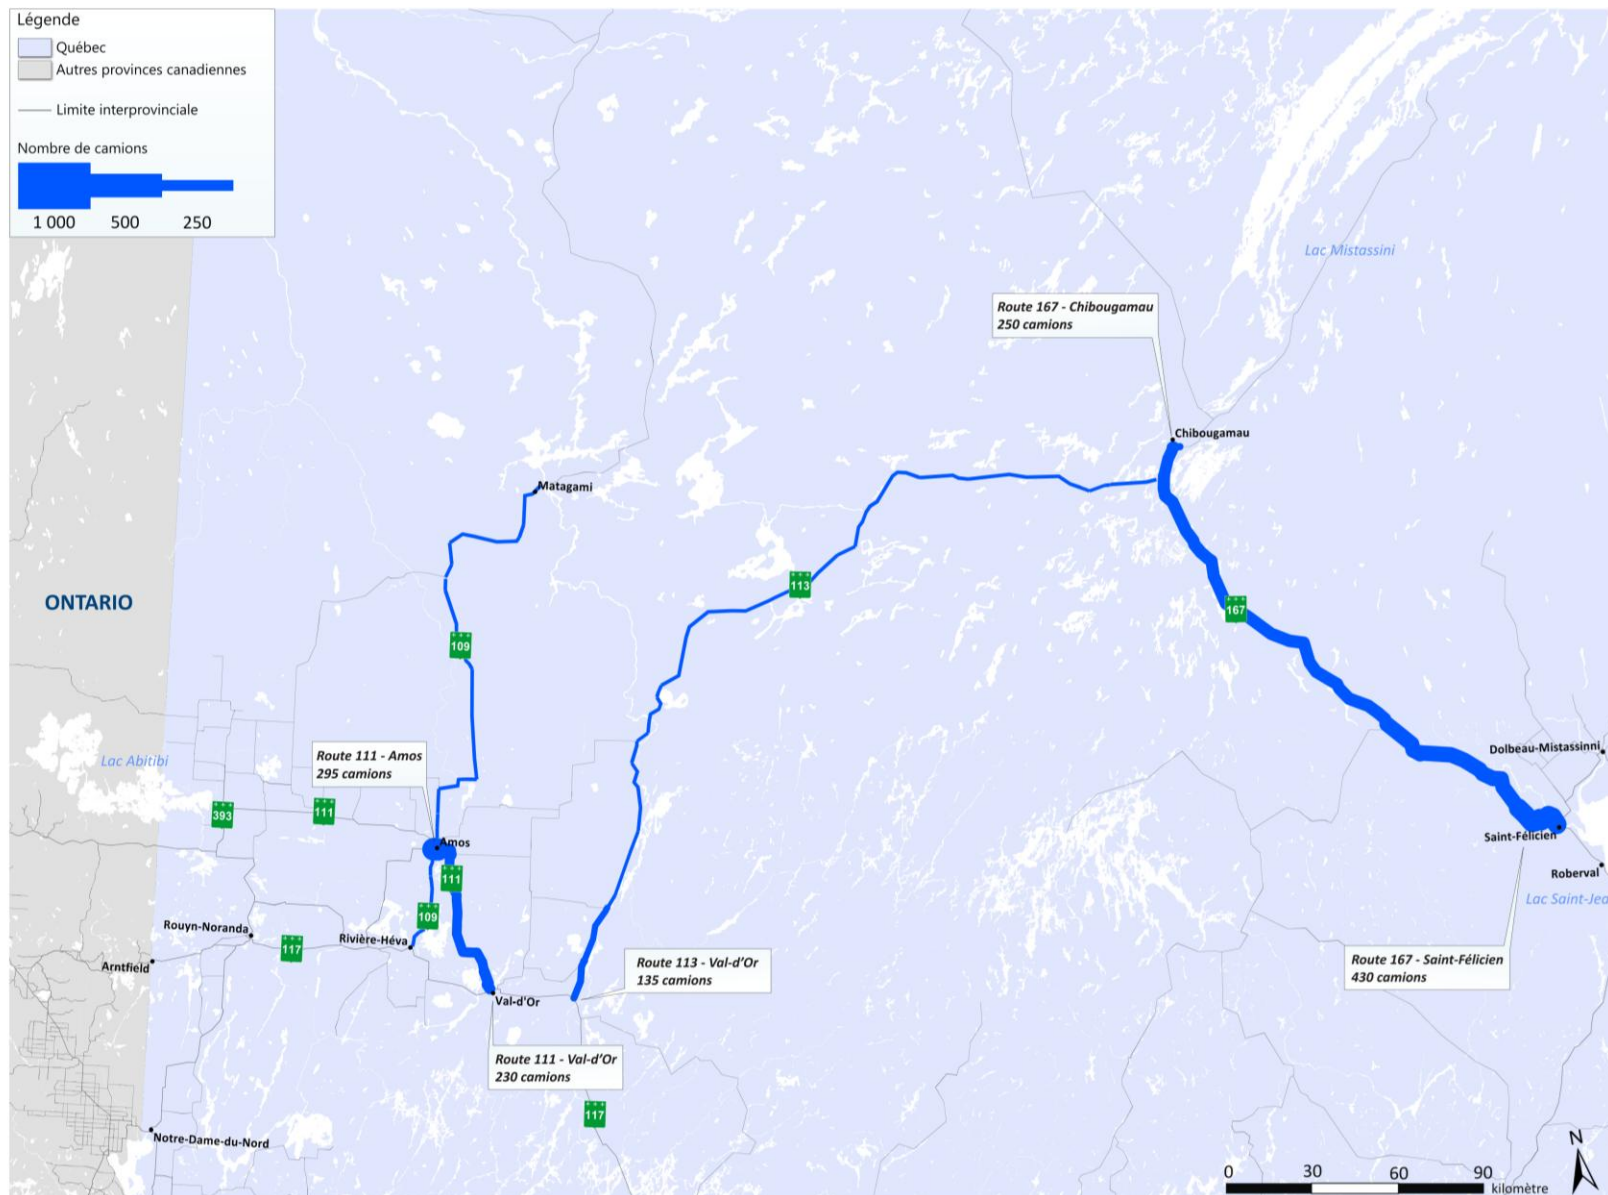 Légende
Québec
Autres provinces canadiennes
Limite interprovinciale
Nombre de camions
1 000 500 250
Lac Mistassini
Route 167 - Chibougamau
250 camions
Chibougamau
Matagami
113
ONTARIO
167
109
Route 111 - Amos
295 camions
Dolbeau-Mistassinni
Lac Abitibi
393
111
Amos
Saint-Félicien
111
Roberval
Lac Saint-Jea
109
Rouyn-Noranda
Rivière-Héva
117
Arntfield
Route 113 - Val-d'Or
135 camions
Route 167 - Saint-Félicien
430 camions
Val-d'Or
Route 111 - Val-d'Or
230 camions
117
Notre-Dame-du-Nord
N
0 30 60 90
kilomètre